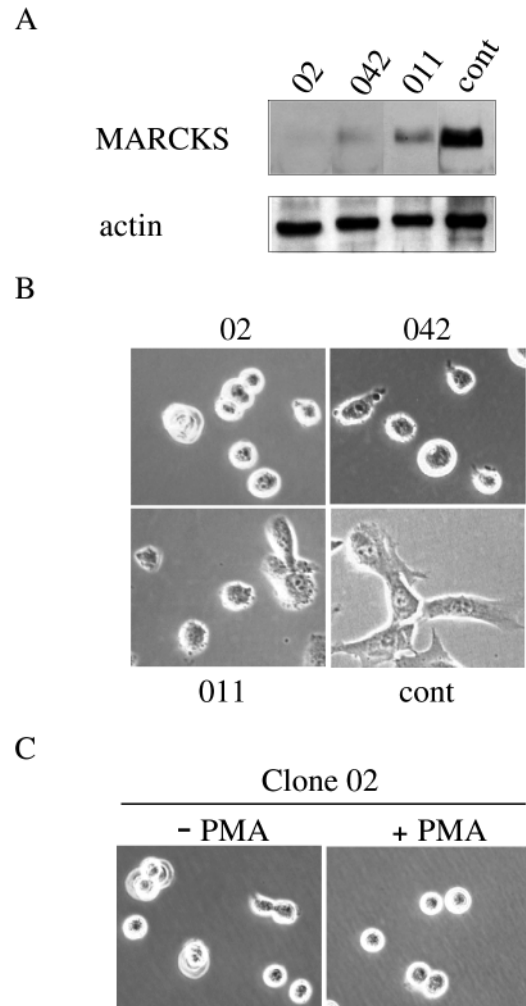 A
02 042 011 cont
MARCKS
actin
B
02 042
011 cont
C
Clone 02
- PMA + PMA